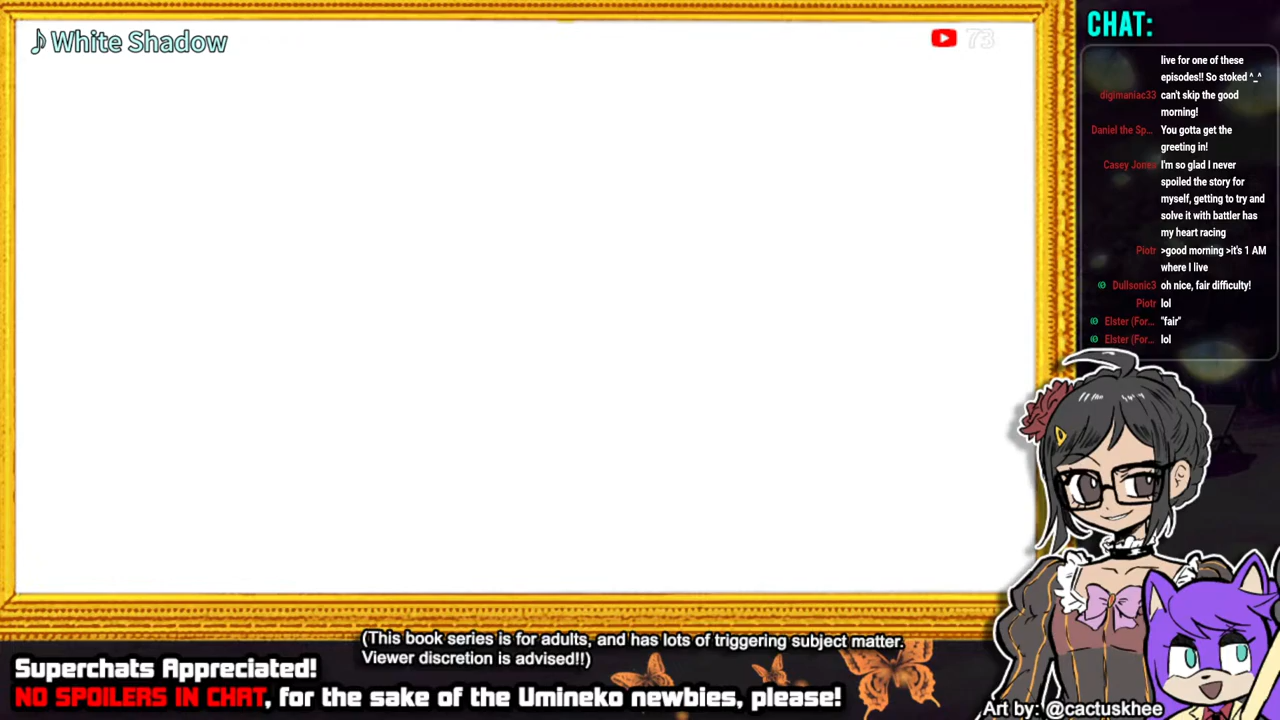 ♪ White Shadow
73
CHAT:
live for one of these
episodes!! So stoked ^_^
digimaniac33 can't skip the good
morning!
Daniel the Sp... You gotta get the
greeting in!
Casey Jones I'm so glad I never
spoiled the story for
myself, getting to try and
solve it with battler has
my heart racing
Piotr >good morning >it's 1 AM
where I live
Dullsonic3 oh nice, fair difficulty!
Piotr lol
Elster (For... "fair"
Elster (For... lol
(This book series is for adults, and has lots of triggering subject matter.
Viewer discretion is advised!!)
Superchats Appreciated!
NO SPOILERS IN CHAT, for the sake of the Umineko newbies, please!
Art by: @cactuskhee